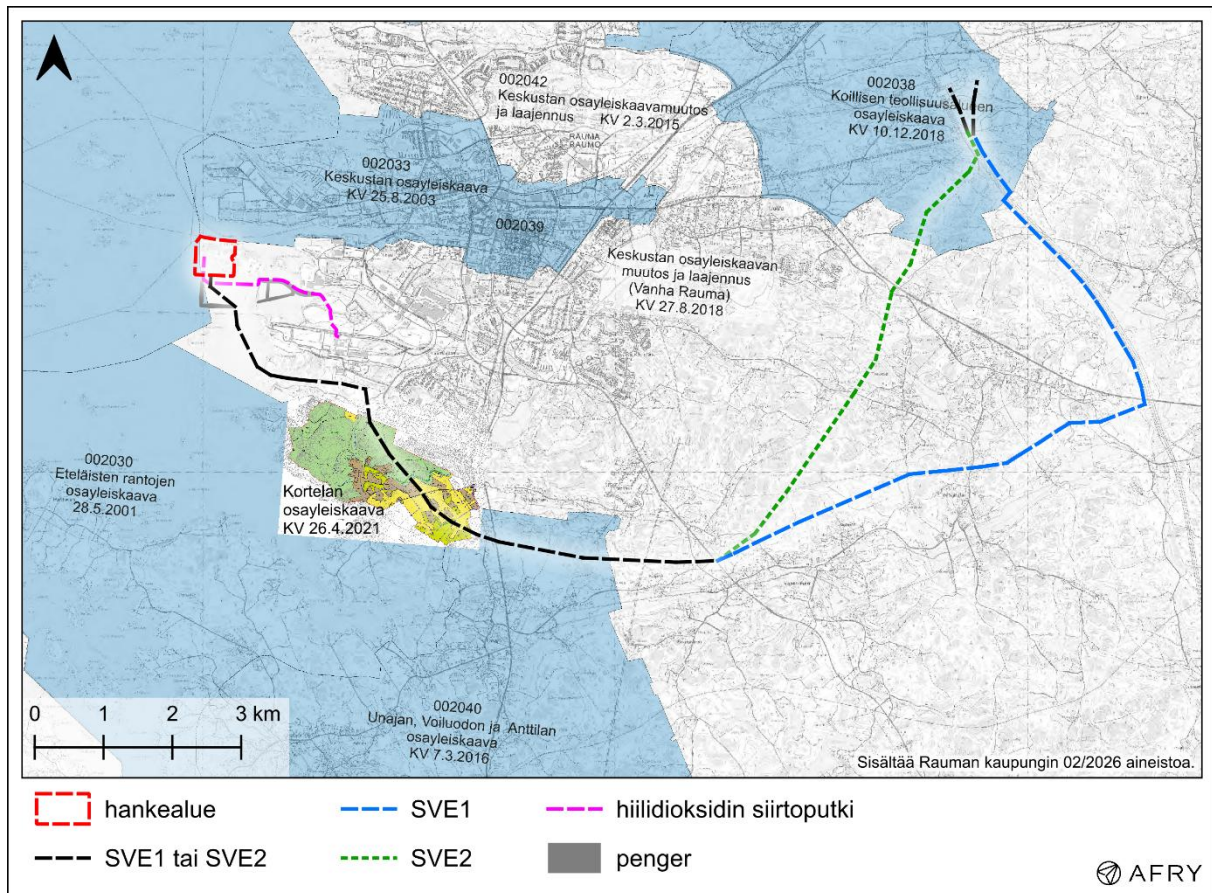 002042
Keskustan osayleiskaavamuutos
ja laajennus KV 2.3.2015
RAUMA
RAUMO
002038
Koillisen teollisuusalueen
osayleiskaava
KV 10.12.2018
002033
Keskustan osayleiskaava
KV 25.8.2003
002039
Keskustan osayleiskaavan
muutos ja laajennus
(Vanha Rauma)
KV 27.8.2018
002030
Eteläisten rantojen
osayleiskaava
28.5.2001
Kortelan
osayleiskaava
KV 26.4.2021
002040
Unajan, Voiluodon ja Anttilan
osayleiskaava
KV 7.3.2016
0 1 2 3 km
Sisältää Rauman kaupungin 02/2026 aineistoa.
hankealue
SVE1
hiilidioksidin siirtoputki
SVE1 tai SVE2
SVE2
penger
AFRY